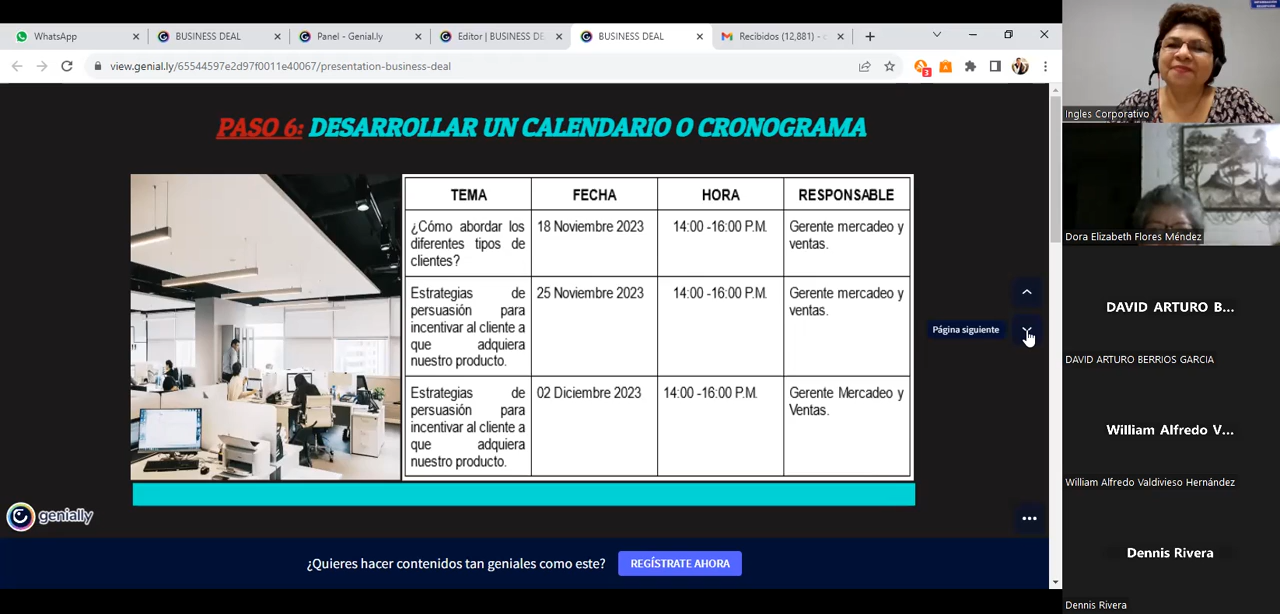 WhatsApp
BUSINESS DEAL
Panel - Genial.ly
Editor | BUSINESS DE
BUSINESS DEAL
Recibidos (12,881) - c
view.genial.ly/65544597e2d97f0011e40067/presentation-business-deal
3
PASO 6: DESARROLLAR UN CALENDARIO O CRONOGRAMA
TEMA FECHA HORA RESPONSABLE
¿Cómo abordar los
diferentes tipos de
clientes?
18 Noviembre 2023
14:00 -16:00 P.M.
Gerente mercadeo y
ventas.
Estrategias de
persuasión para
incentivar al cliente a
que adquiera
nuestro producto.
25 Noviembre 2023
14:00 -16:00 P.M.
Gerente mercadeo y
ventas.
Estrategias de
persuasión para
incentivar al cliente a
que adquiera
nuestro producto.
02 Diciembre 2023
14:00 -16:00 P.M.
Gerente Mercadeo y
Ventas.
Página siguiente
genially
¿Quieres hacer contenidos tan geniales como este?
REGÍSTRATE AHORA
Ingles Corporativo
Dora Elizabeth Flores Méndez
DAVID ARTURO B...
DAVID ARTURO BERRIOS GARCIA
William Alfredo V...
William Alfredo Valdivieso Hernández
Dennis Rivera
Dennis Rivera